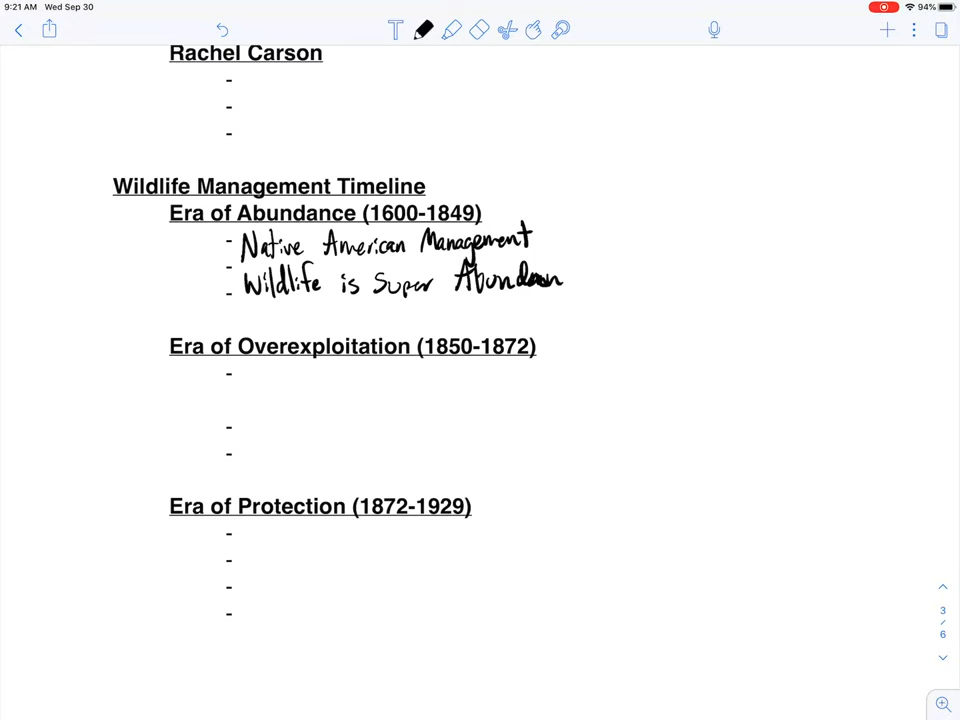 9:21 AM Wed Sep 30 94%
Rachel Carson
-
-
-
Wildlife Management Timeline
Era of Abundance (1600-1849)
- Native American Management
-
- Wildlife is Super Abundan
Era of Overexploitation (1850-1872)
-
-
-
Era of Protection (1872-1929)
-
-
-
-
3
/
6